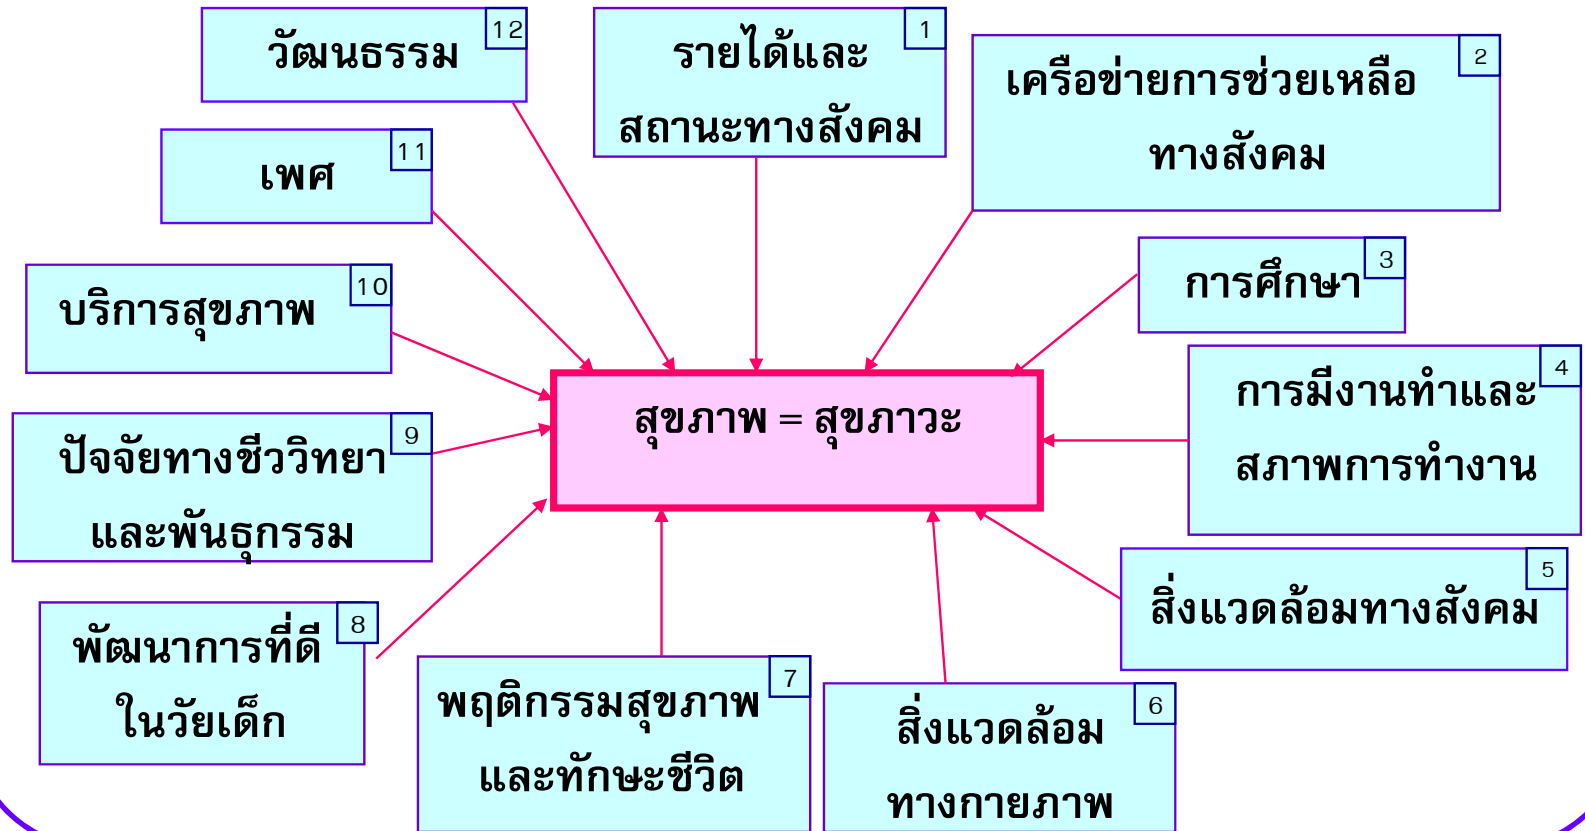 วัฒนธรรม
12
รายได้และ
สถานะทางสังคม
1
เครือข่ายการช่วยเหลือ
ทางสังคม
2
เพศ
11
การศึกษา
3
บริการสุขภาพ
10
การมีงานทำและ
สภาพการทำงาน
4
สุขภาพ = สุขภาวะ
ปัจจัยทางชีววิทยา
และพันธุกรรม
9
สิ่งแวดล้อมทางสังคม
5
พัฒนาการที่ดี
ในวัยเด็ก
8
พฤติกรรมสุขภาพ
และทักษะชีวิต
7
สิ่งแวดล้อม
ทางกายภาพ
6